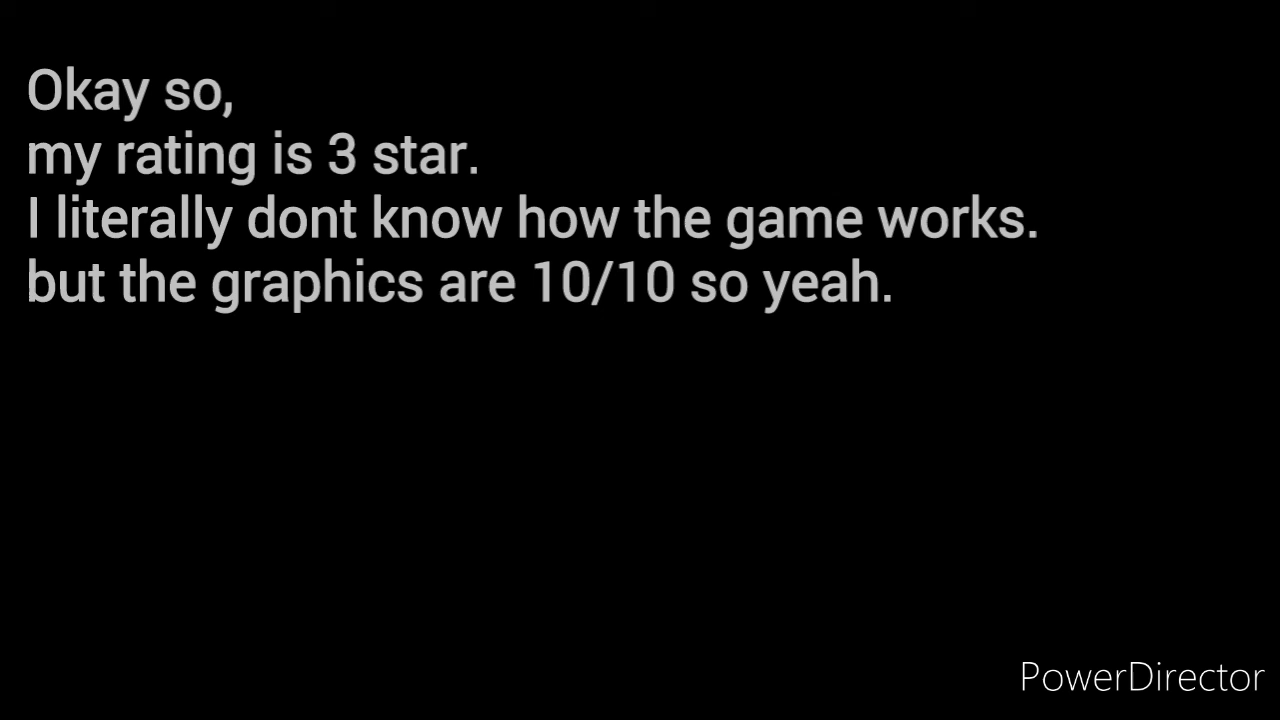 Okay so,
my rating is 3 star.
I literally dont know how the game works.
but the graphics are 10/10 so yeah.
PowerDirector